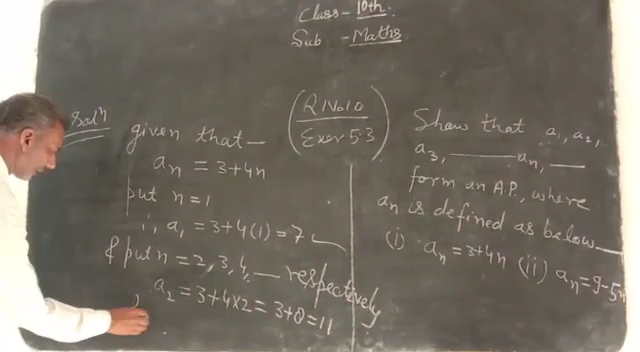 Class - 10th.
Sub - Maths
Q No. 10
Exer 5.3
Solⁿ
given that —
aₙ = 3+4n
put n = 1
∴ a₁ = 3+4(1) = 7
& put n = 2, 3, 4, — respectively
a₂ = 3+4×2 = 3+8 = 11
Show that a₁, a₂,
a₃, ——— aₙ, ——
form an A.P., where
aₙ is defined as below —
(i) aₙ = 3+4n (ii) aₙ = 9-5n